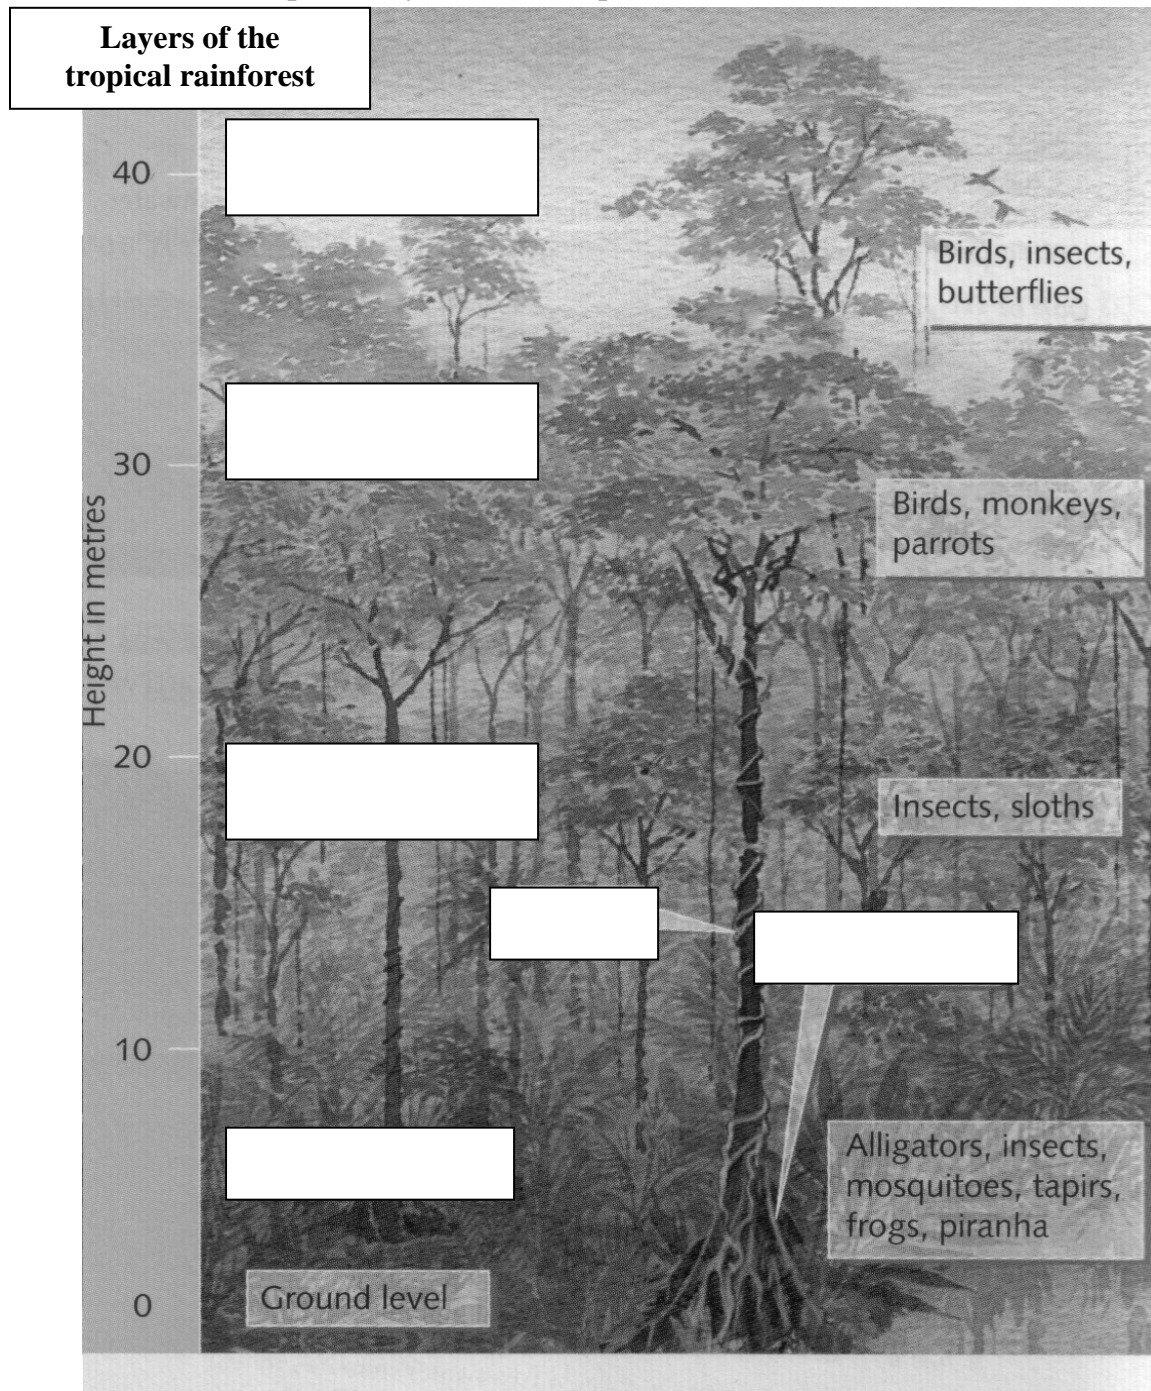 Layers of the
tropical rainforest
40
Birds, insects,
butterflies
30
Birds, monkeys,
parrots
Height in metres
20
Insects, sloths
10
Alligators, insects,
mosquitoes, tapirs,
frogs, piranha
Ground level
0